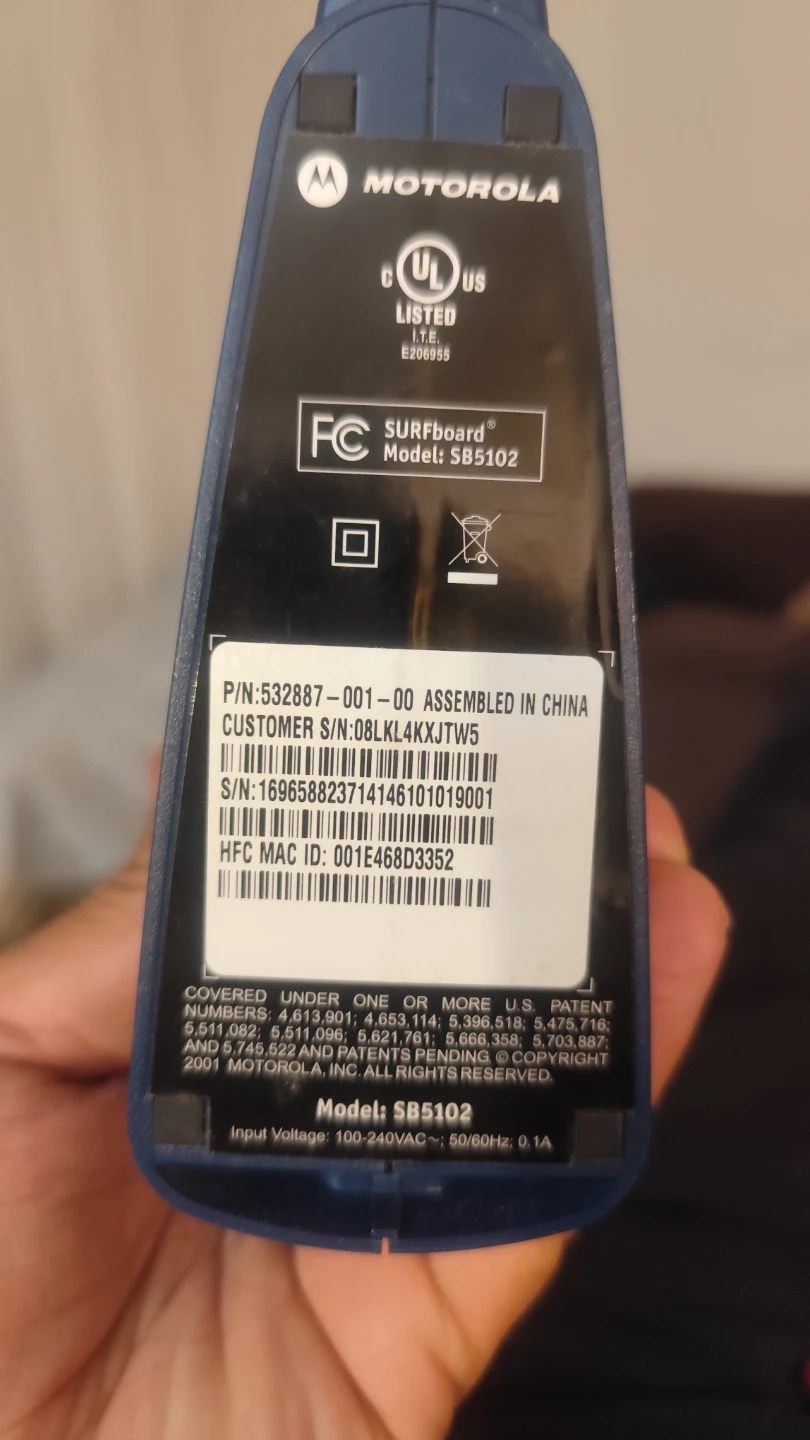 MOTOROLA
C UL US
LISTED
I.T.E.
E206955
FC SURFboard®
Model: SB5102
P/N:532887-001-00 ASSEMBLED IN CHINA
CUSTOMER S/N:08LKL4KXJTW5
S/N:169658823714146101019001
HFC MAC ID: 001E468D3352
COVERED UNDER ONE OR MORE U.S. PATENT
NUMBERS: 4,613,901; 4,653,114; 5,396,518; 5,475,716;
5,511,082; 5,511,096; 5,621,761; 5,666,358; 5,703,887;
AND 5,745,522 AND PATENTS PENDING. © COPYRIGHT
2001 MOTOROLA, INC. ALL RIGHTS RESERVED.
Model: SB5102
Input Voltage: 100-240VAC~; 50/60Hz; 0.1A